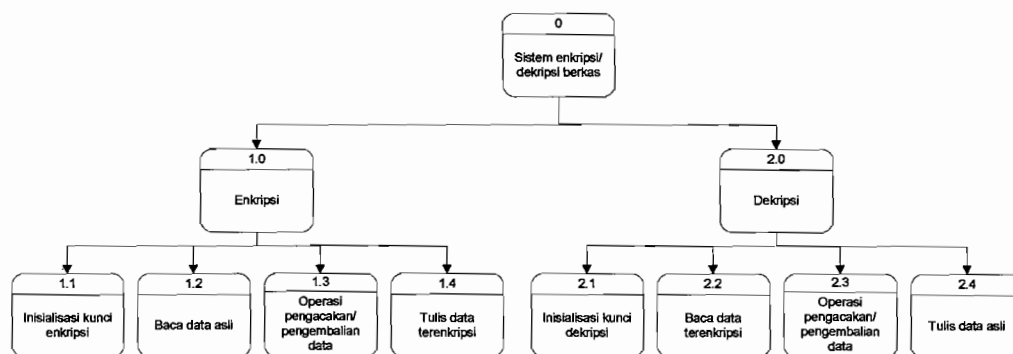 0
Sistem enkripsi/
dekripsi berkas
1.0
Enkripsi
2.0
Dekripsi
1.1
Inisialisasi kunci
enkripsi
1.2
Baca data asli
1.3
Operasi
pengacakan/
pengembalian
data
1.4
Tulis data
terenkripsi
2.1
Inisialisasi kunci
dekripsi
2.2
Baca data
terenkripsi
2.3
Operasi
pengacakan/
pengembalian
data
2.4
Tulis data asli